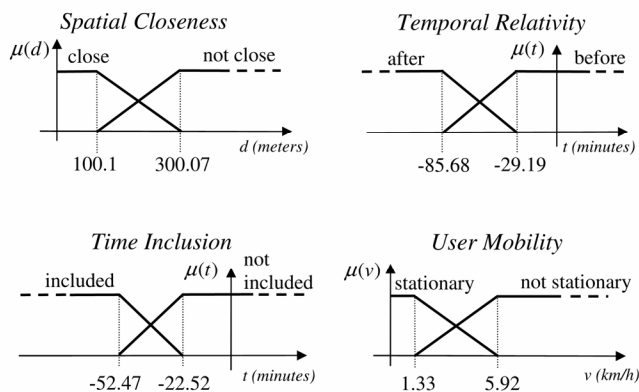 Spatial Closeness
μ(d)
close
not close
100.1
300.07
d (meters)
Temporal Relativity
μ(t)
after
before
-85.68
-29.19
t (minutes)
Time Inclusion
included
μ(t)
not
included
-52.47
-22.52
t (minutes)
User Mobility
μ(v)
stationary
not stationary
1.33
5.92
v (km/h)